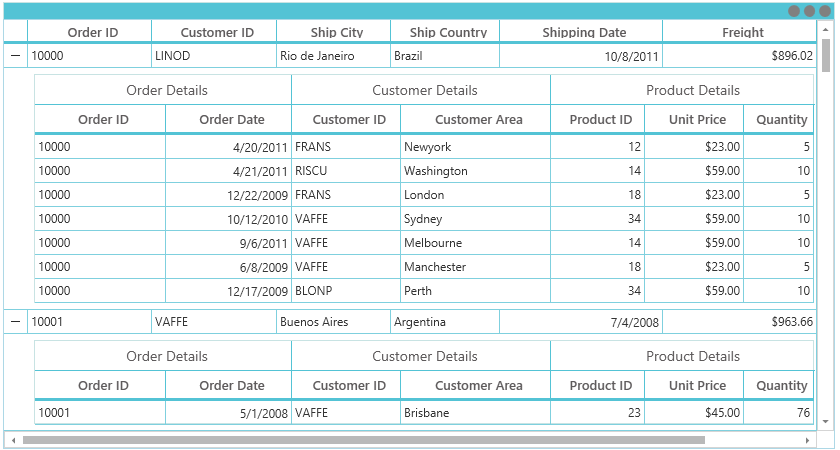 Order ID Customer ID Ship City Ship Country Shipping Date Freight
10000 LINOD Rio de Janeiro Brazil 10/8/2011 $896.02
Order Details Customer Details Product Details
Order ID Order Date Customer ID Customer Area Product ID Unit Price Quantity
10000 4/20/2011 FRANS Newyork 12 $23.00 5
10000 4/21/2011 RISCU Washington 14 $59.00 10
10000 12/22/2009 FRANS London 18 $23.00 5
10000 10/12/2010 VAFFE Sydney 34 $59.00 10
10000 9/6/2011 VAFFE Melbourne 14 $59.00 10
10000 6/8/2009 VAFFE Manchester 18 $23.00 5
10000 12/17/2009 BLONP Perth 34 $59.00 10
10001 VAFFE Buenos Aires Argentina 7/4/2008 $963.66
Order Details Customer Details Product Details
Order ID Order Date Customer ID Customer Area Product ID Unit Price Quantity
10001 5/1/2008 VAFFE Brisbane 23 $45.00 76